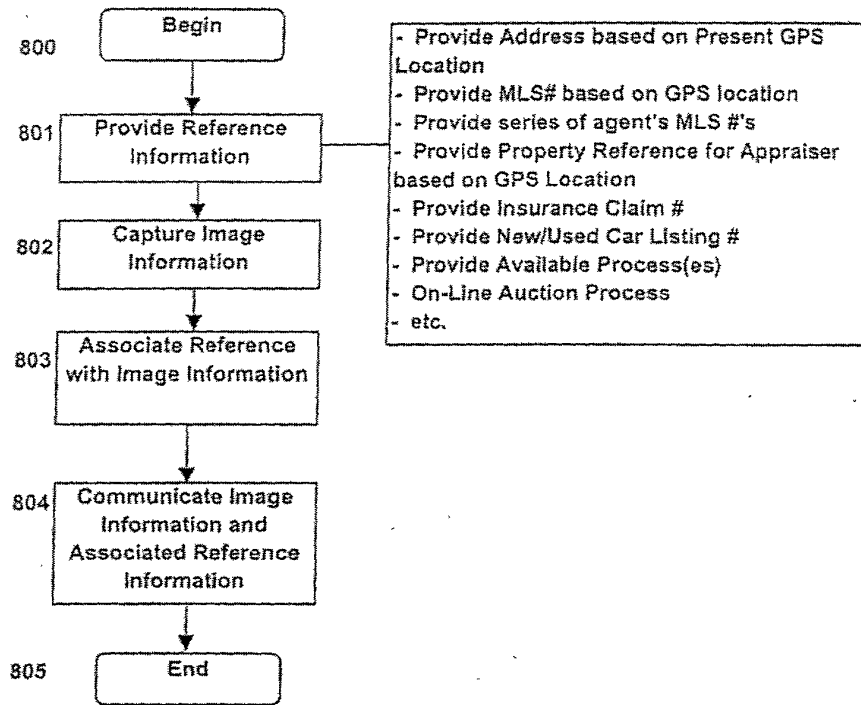 800
Begin
801
Provide Reference
Information
- Provide Address based on Present GPS
Location
- Provide MLS# based on GPS location
- Provide series of agent's MLS #'s
- Provide Property Reference for Appraiser
based on GPS Location
- Provide Insurance Claim #
- Provide New/Used Car Listing #
- Provide Available Process(es)
- On-Line Auction Process
- etc.
802
Capture Image
Information
803
Associate Reference
with Image Information
804
Communicate Image
Information and
Associated Reference
Information
805
End